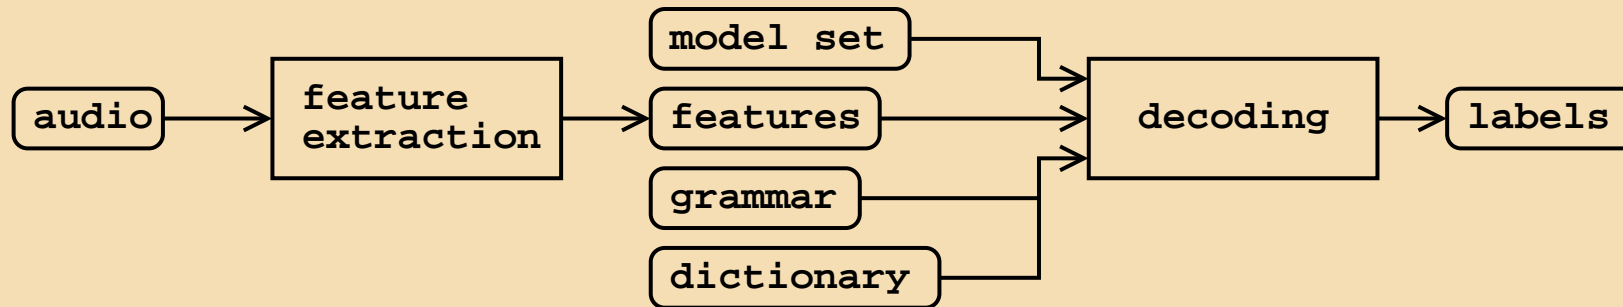 audio
feature
extraction
model set
features
grammar
dictionary
decoding
labels